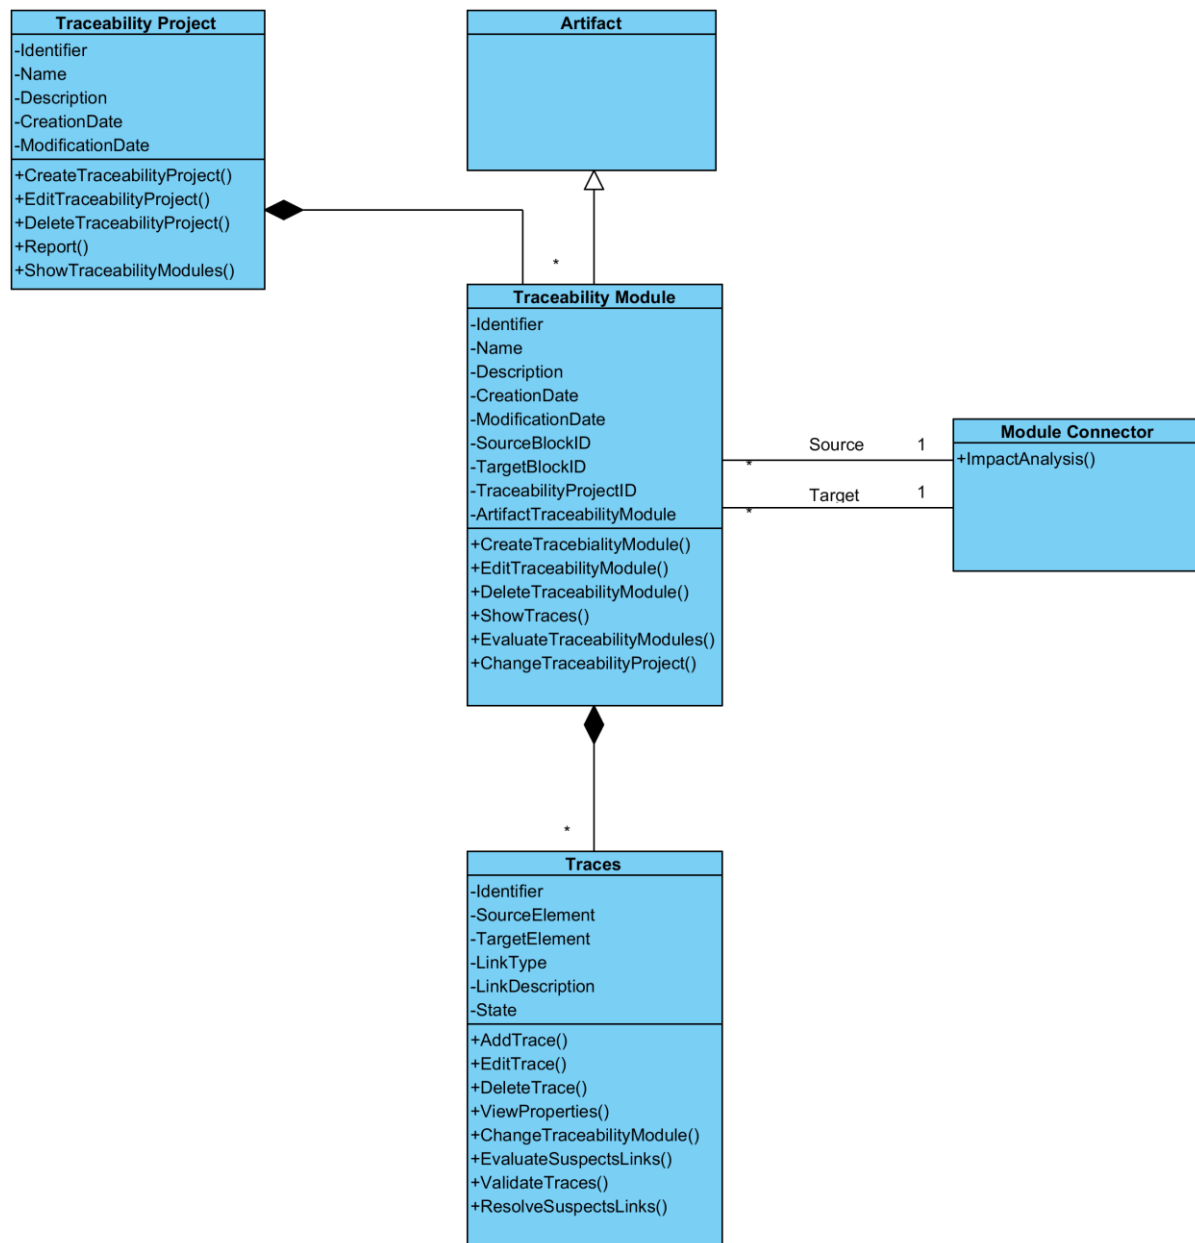 Traceability Project
-Identifier
-Name
-Description
-CreationDate
-ModificationDate
+CreateTraceabilityProject()
+EditTraceabilityProject()
+DeleteTraceabilityProject()
+Report()
+ShowTraceabilityModules()
Artifact
*
Traceability Module
-Identifier
-Name
-Description
-CreationDate
-ModificationDate
-SourceBlockID
-TargetBlockID
-TraceabilityProjectID
-ArtifactTraceabilityModule
+CreateTracebialityModule()
+EditTraceabilityModule()
+DeleteTraceabilityModule()
+ShowTraces()
+EvaluateTraceabilityModules()
+ChangeTraceabilityProject()
Source 1
*
Target 1
*
Module Connector
+ImpactAnalysis()
*
Traces
-Identifier
-SourceElement
-TargetElement
-LinkType
-LinkDescription
-State
+AddTrace()
+EditTrace()
+DeleteTrace()
+ViewProperties()
+ChangeTraceabilityModule()
+EvaluateSuspectsLinks()
+ValidateTraces()
+ResolveSuspectsLinks()